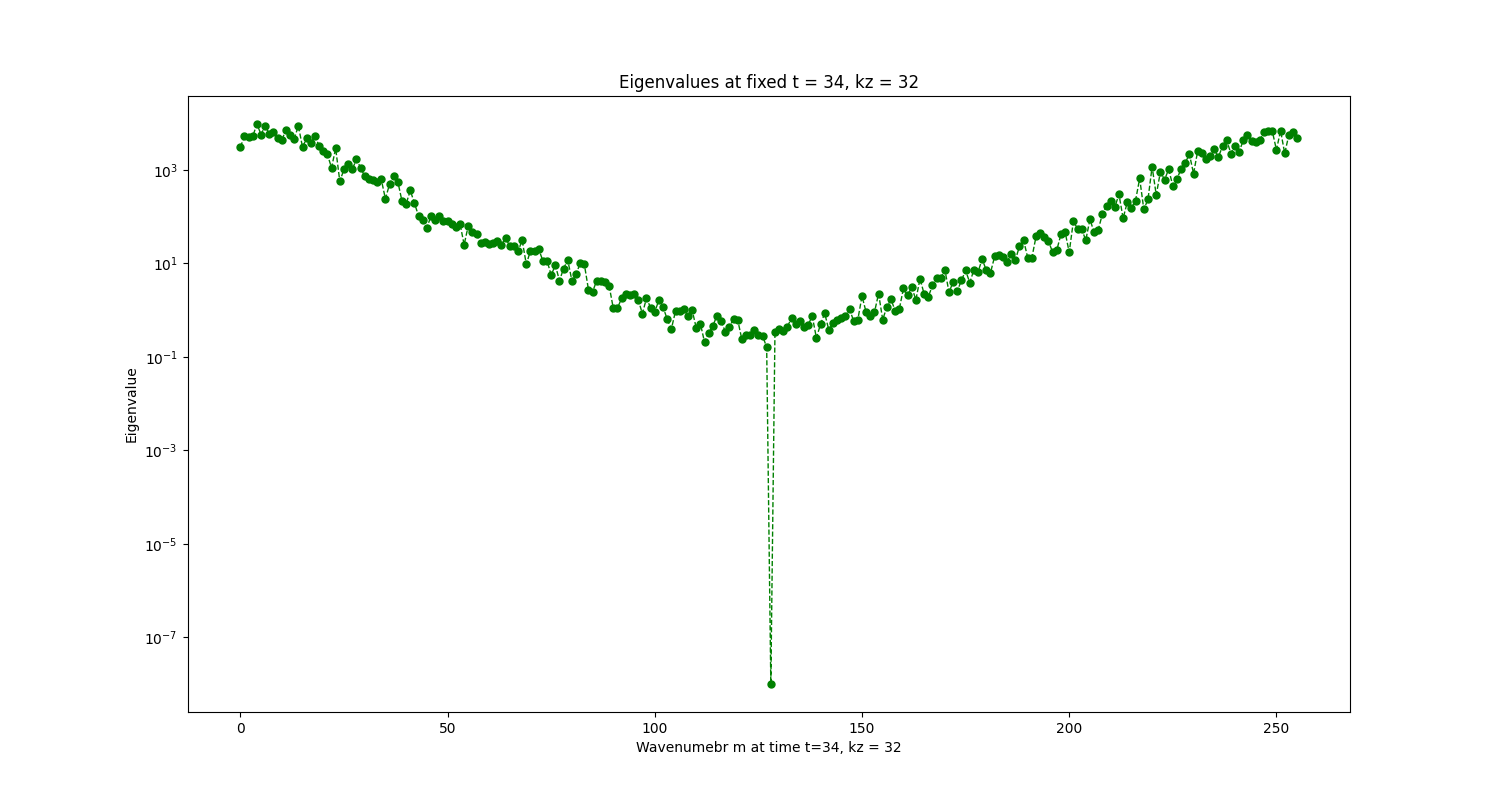 Eigenvalues at fixed t = 34, kz = 32
Eigenvalue
10³
10¹
10⁻¹
10⁻³
10⁻⁵
10⁻⁷
0 50 100 150 200 250
Wavenumebr m at time t=34, kz = 32